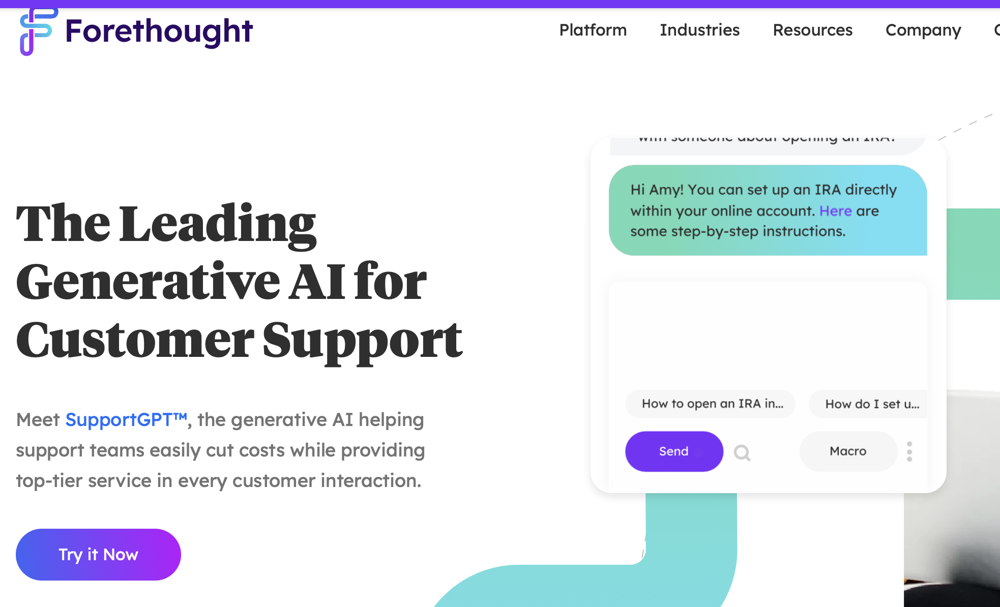 Forethought
Platform Industries Resources Company
with someone about opening an IRA?
Hi Amy! You can set up an IRA directly
within your online account. Here are
some step-by-step instructions.
The Leading
Generative AI for
Customer Support
Meet SupportGPT™, the generative AI helping
support teams easily cut costs while providing
top-tier service in every customer interaction.
Try it Now
How to open an IRA in...
How do I set u...
Send
Macro